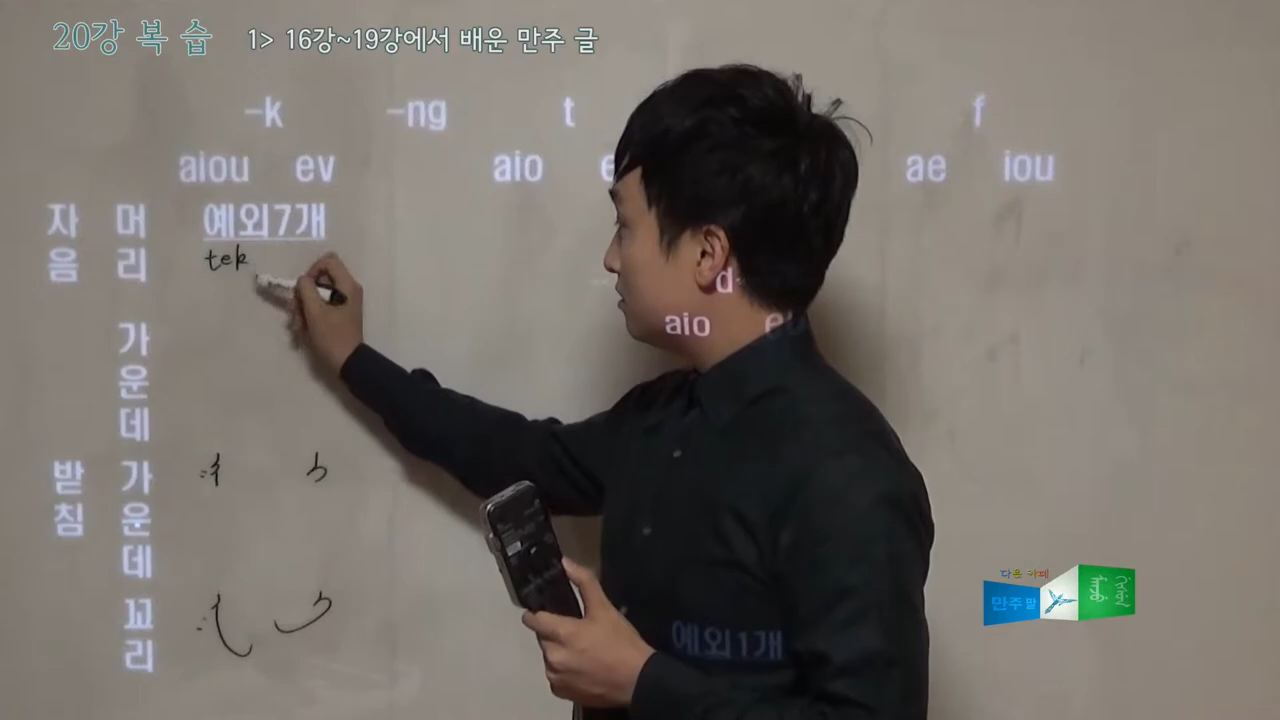 20강 복 습 1> 16강~19강에서 배운 만주 글
-k -ng t f
aiou ev aio e ae iou
자음 머리 예외7개
tek
d
aio e
가운데
받침 가운데
꼬리
예외1개
다음 카페
만주 말